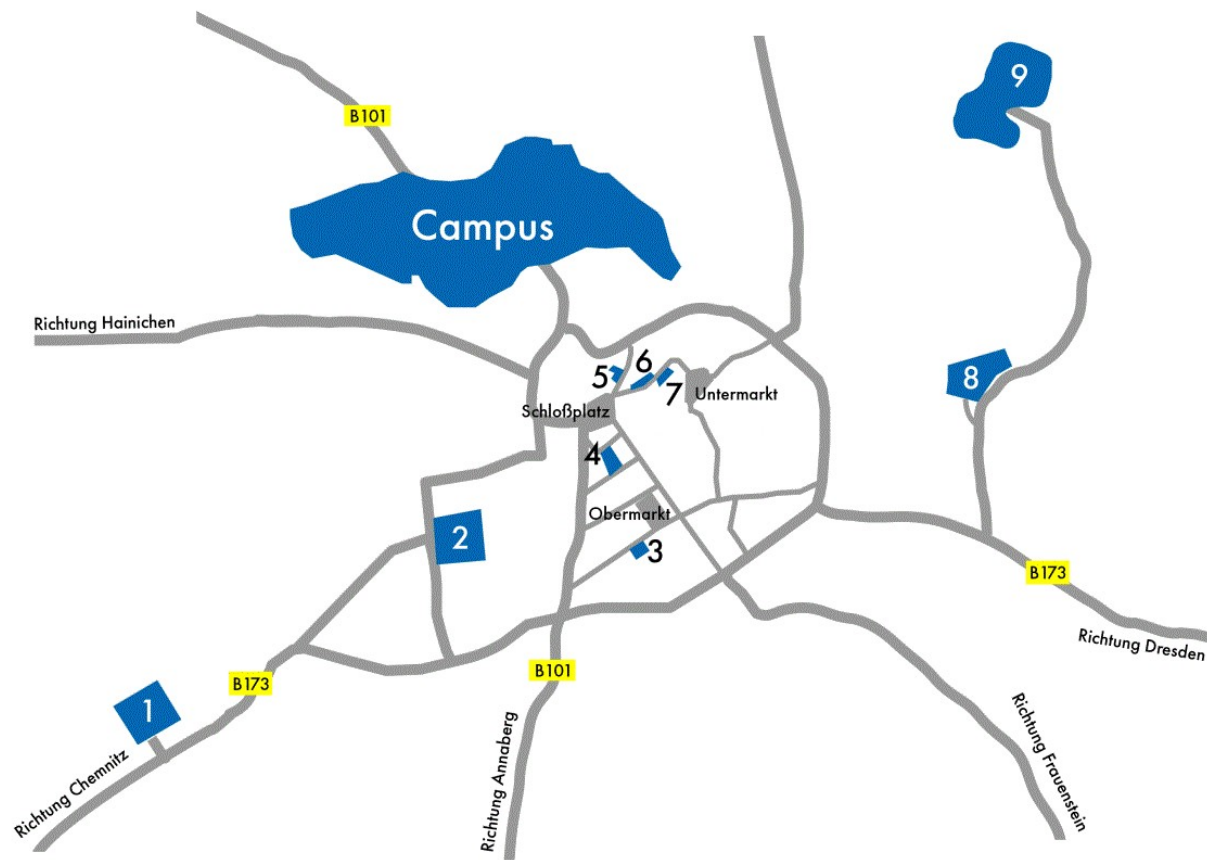 9
B101
Campus
Richtung Hainichen
5
6
7
8
Untermarkt
Schloßplatz
4
Obermarkt
2
3
B173
Richtung Dresden
B173
B101
1
Richtung Chemnitz
Richtung Annaberg
Richtung Frauenstein